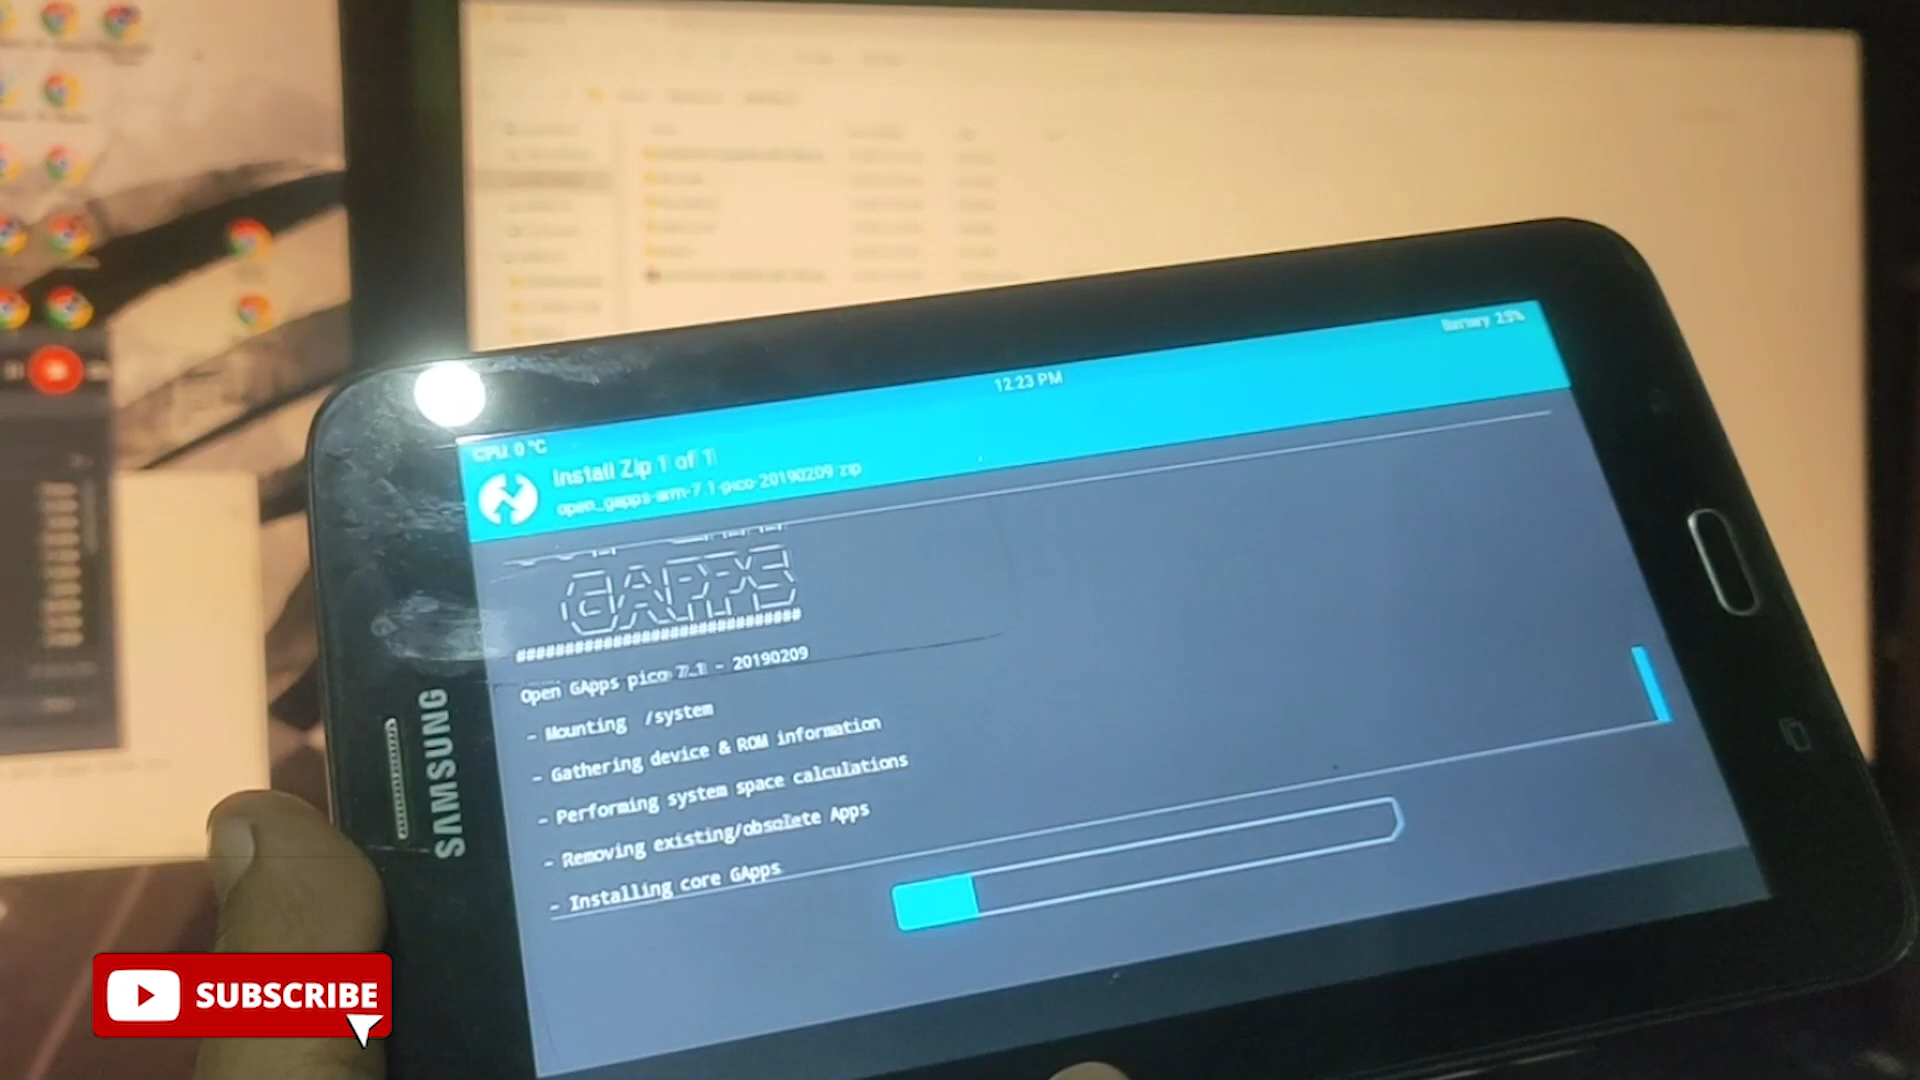 Battery 25%
12:23 PM
CPU: 0 °C
Install Zip 1 of 1
open_gapps-arm-7.1-pico-20190209.zip
GAPPS
##############################
Open GApps pico 7.1 - 20190209
- Mounting /system
- Gathering device & ROM information
- Performing system space calculations
- Removing existing/obsolete Apps
- Installing core GApps
SAMSUNG
SUBSCRIBE